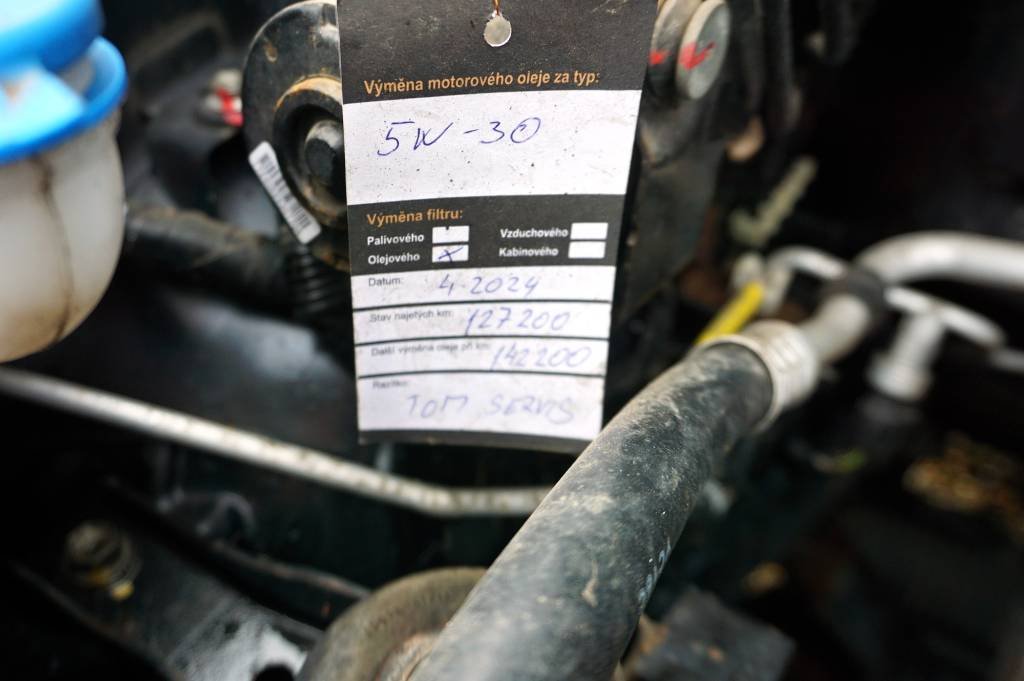 Výměna motorového oleje za typ:
5W-30
Výměna filtru:
Palivového Vzduchového
Olejového x Kabinového
Datum: 4 2024
Stav najetých km: 127200
Další výměna oleje při km: 142200
Razítko:
TOM SERVIS